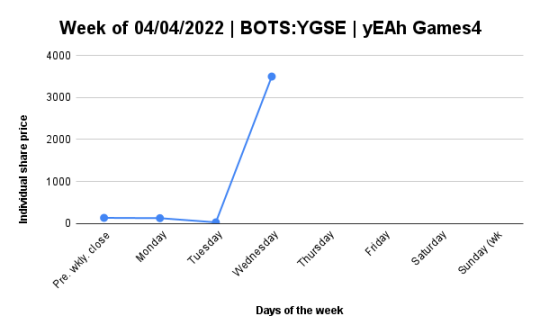 Week of 04/04/2022 | BOTS:YGSE | yEAh Games4
4000
3000
2000
1000
0
Individual share price
Pre. wkly. close
Monday
Tuesday
Wednesday
Thursday
Friday
Saturday
Sunday (wk
Days of the week